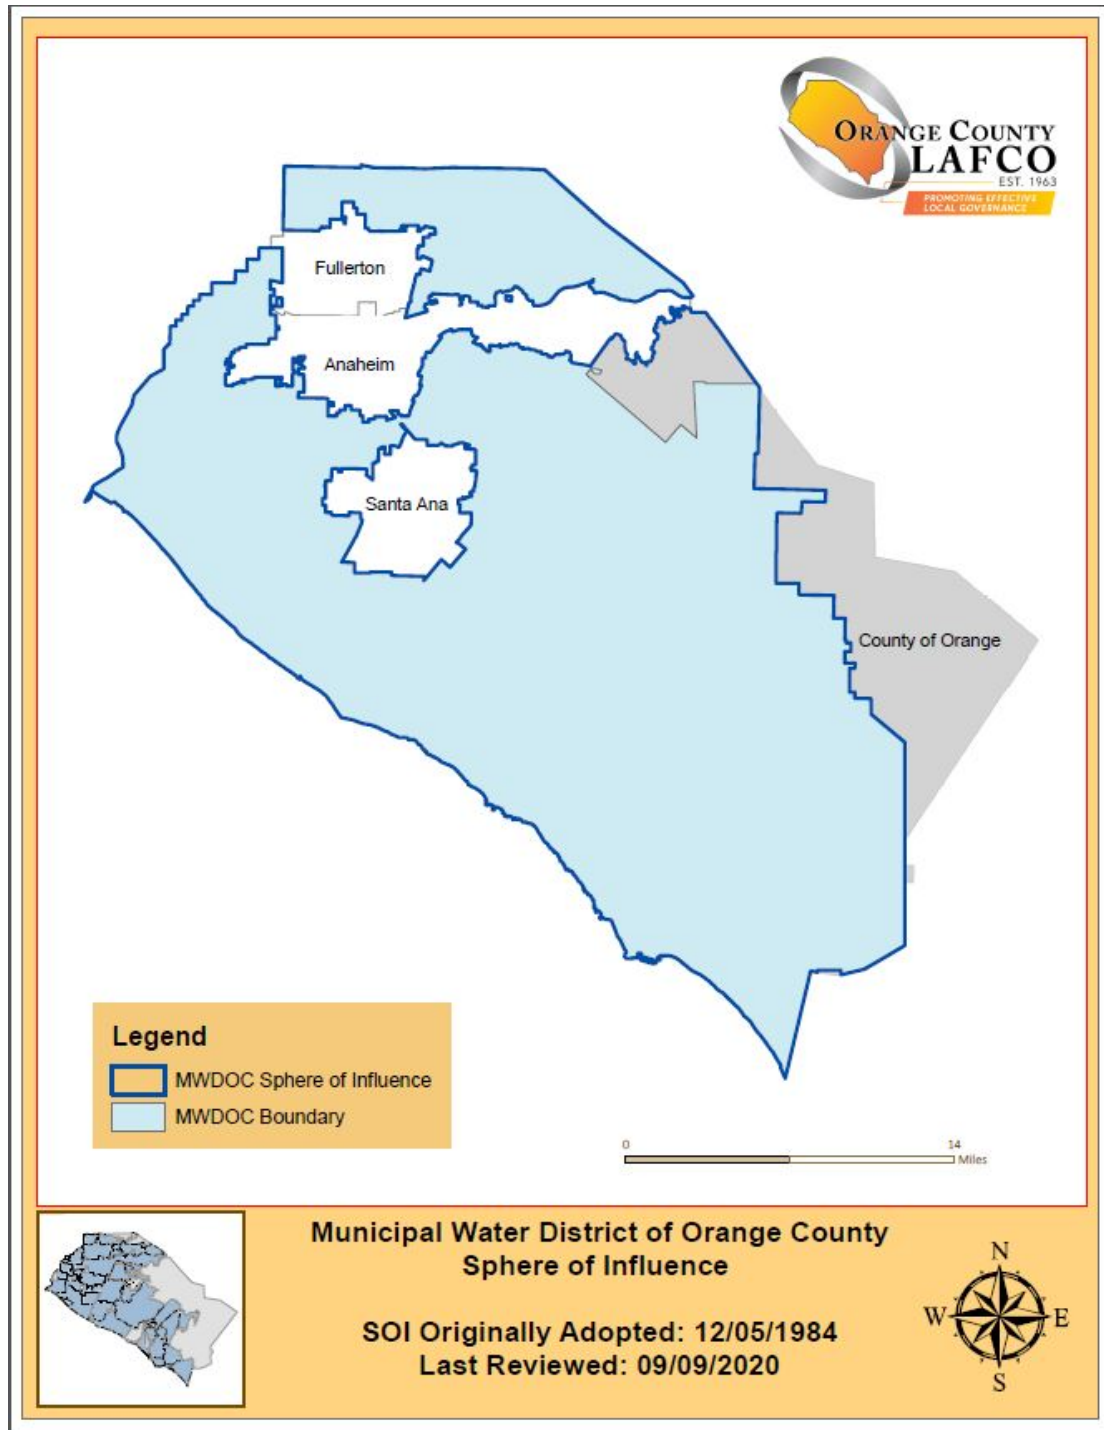 ORANGE COUNTY
LAFCO
EST. 1963
PROMOTING EFFECTIVE
LOCAL GOVERNANCE
Fullerton
Anaheim
Santa Ana
County of Orange
Legend
MWDOC Sphere of Influence
MWDOC Boundary
0 14
Miles
Municipal Water District of Orange County
Sphere of Influence
SOI Originally Adopted: 12/05/1984
Last Reviewed: 09/09/2020
N
W E
S